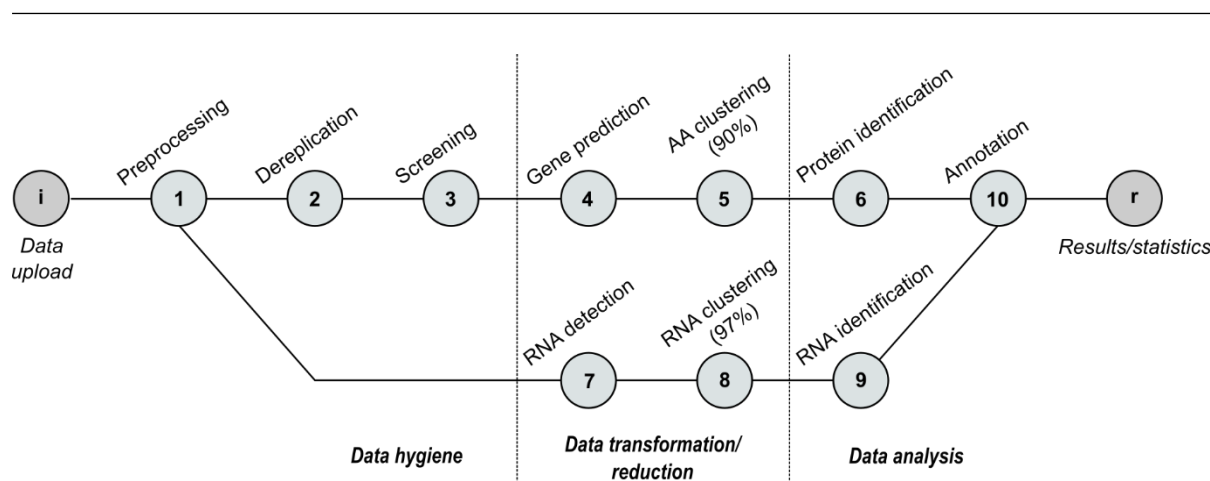 Preprocessing
Dereplication
Screening
Gene prediction
AA clustering
(90%)
Protein identification
Annotation
i
1
2
3
4
5
6
10
r
Data
upload
Results/statistics
RNA detection
RNA clustering
(97%)
RNA identification
7
8
9
Data hygiene
Data transformation/
reduction
Data analysis